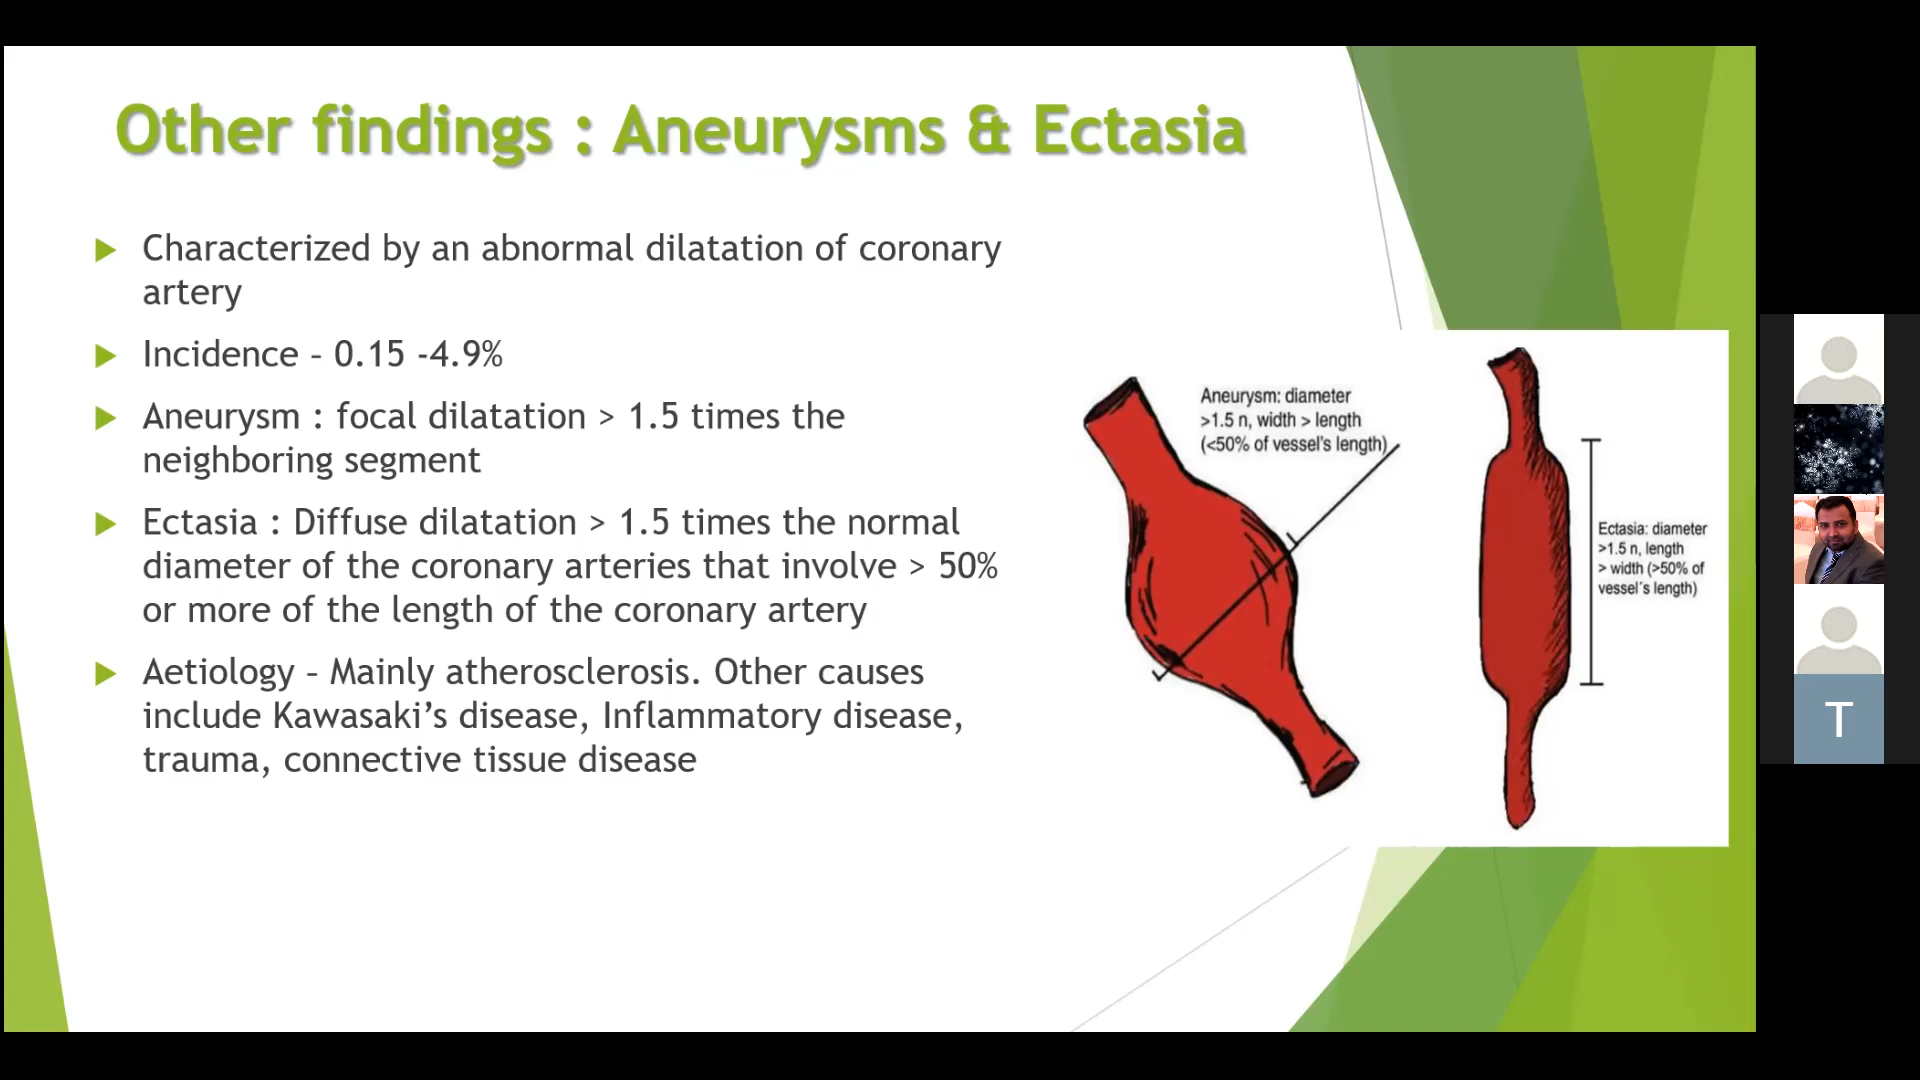 Other findings : Aneurysms & Ectasia
Characterized by an abnormal dilatation of coronary
artery
Incidence – 0.15 -4.9%
Aneurysm : focal dilatation > 1.5 times the
neighboring segment
Ectasia : Diffuse dilatation > 1.5 times the normal
diameter of the coronary arteries that involve > 50%
or more of the length of the coronary artery
Aetiology – Mainly atherosclerosis. Other causes
include Kawasaki’s disease, Inflammatory disease,
trauma, connective tissue disease
Aneurysm: diameter
>1.5 n, width > length
(<50% of vessel's length)
Ectasia: diameter
>1.5 n, length
> width (>50% of
vessel´s length)
T